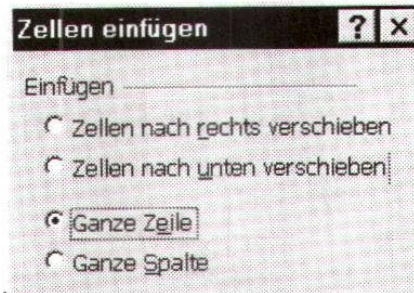 Zellen einfügen ? ×
Einfügen
Zellen nach rechts verschieben
Zellen nach unten verschieben
Ganze Zeile
Ganze Spalte